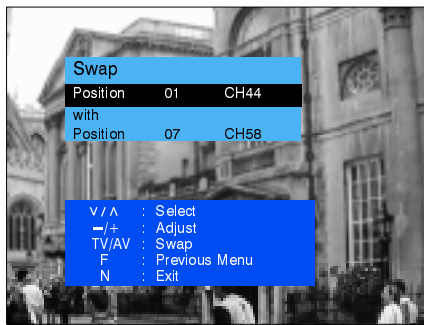 Swap
Position 01 CH44
with
Position 07 CH58
∨/∧ : Select
−/+ : Adjust
TV/AV : Swap
F : Previous Menu
N : Exit